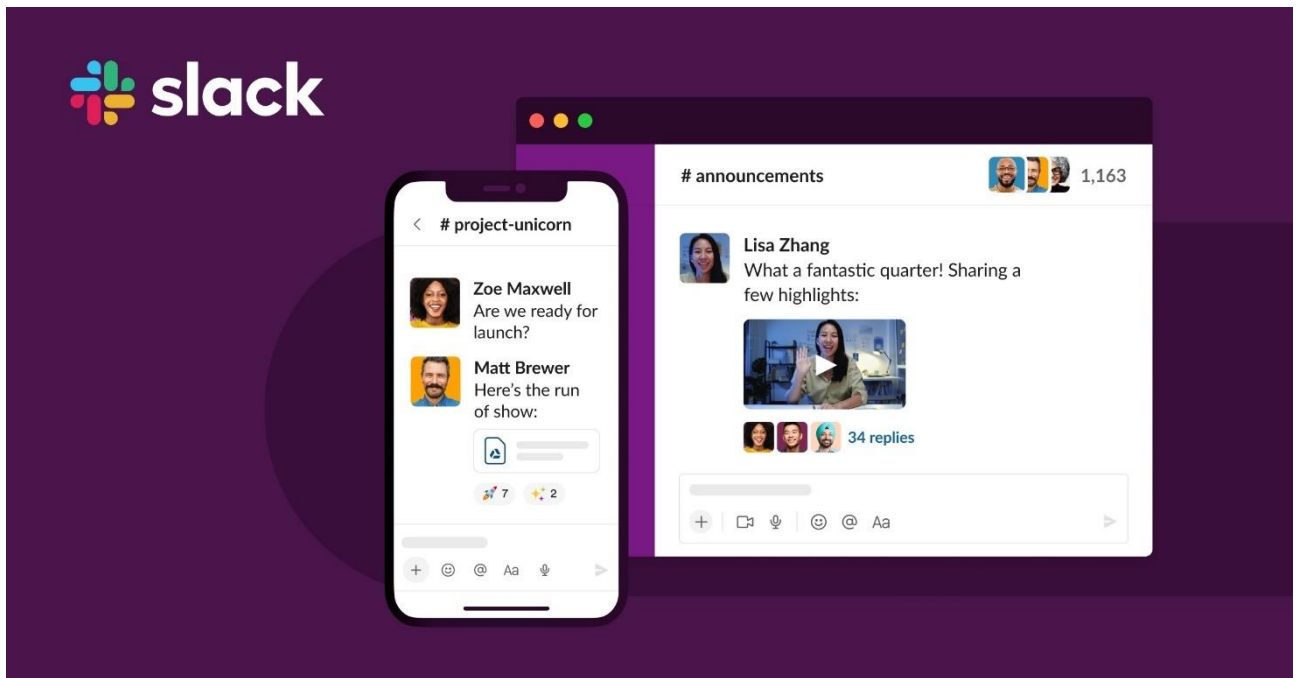 slack
# project-unicorn
Zoe Maxwell
Are we ready for
launch?
Matt Brewer
Here's the run
of show:
7 2
Aa
# announcements 1,163
Lisa Zhang
What a fantastic quarter! Sharing a
few highlights:
34 replies
+ @ Aa